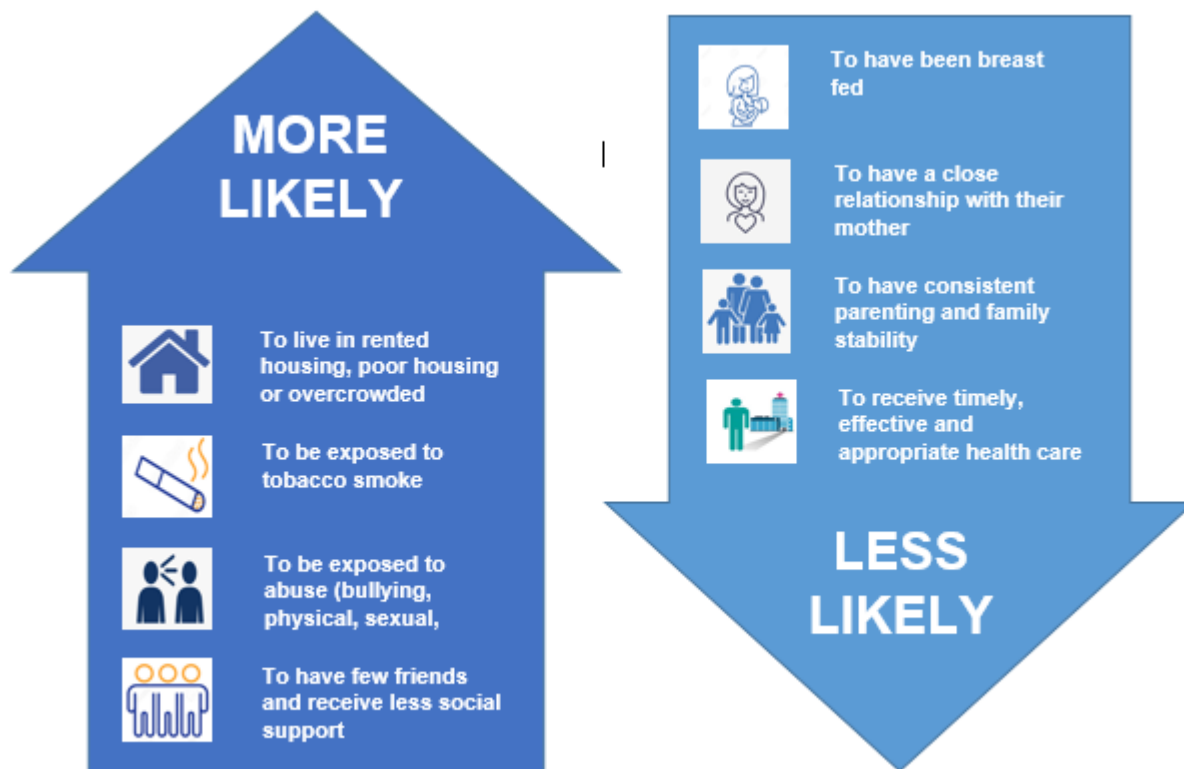 MORE
LIKELY
To live in rented
housing, poor housing
or overcrowded
To be exposed to
tobacco smoke
To be exposed to
abuse (bullying,
physical, sexual,
To have few friends
and receive less social
support
To have been breast
fed
To have a close
relationship with their
mother
To have consistent
parenting and family
stability
To receive timely,
effective and
appropriate health care
LESS
LIKELY